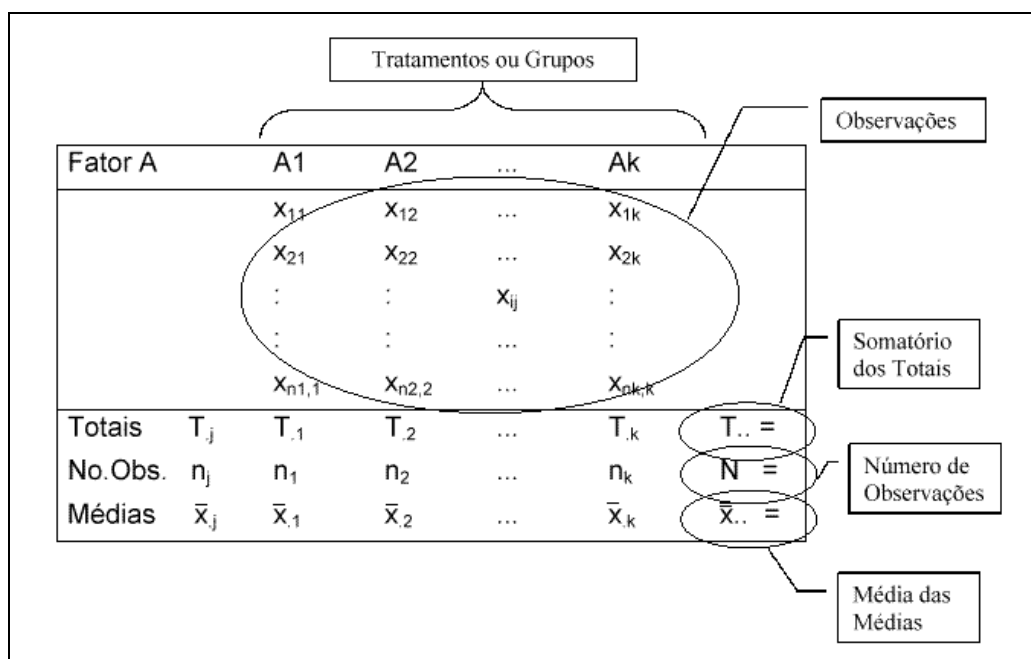 Tratamentos ou Grupos
Observações
Fator A A1 A2 ... Ak
x11 x12 ... x1k
x21 x22 ... x2k
: : xij :
: : ... :
xn1,1 xn2,2 ... xnk,k
Somatório
dos Totais
Totais T.j T.1 T.2 ... T.k T.. =
No.Obs. nj n1 n2 ... nk N =
Médias x̄.j x̄.1 x̄.2 ... x̄.k x̿.. =
Número de
Observações
Média das
Médias